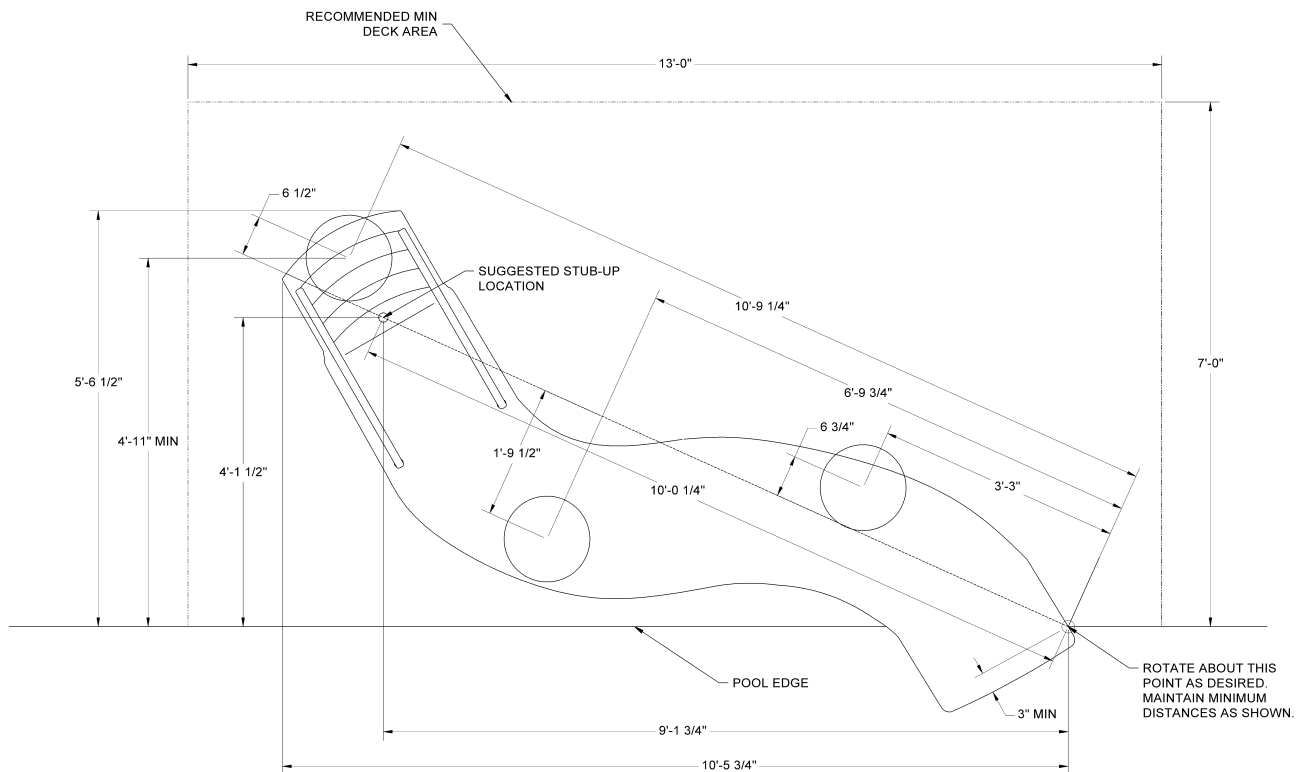 RECOMMENDED MIN
DECK AREA
13'-0"
6 1/2"
SUGGESTED STUB-UP
LOCATION
10'-9 1/4"
7'-0"
5'-6 1/2"
6'-9 3/4"
4'-11" MIN
6 3/4"
1'-9 1/2"
4'-1 1/2"
3'-3"
10'-0 1/4"
POOL EDGE
ROTATE ABOUT THIS
POINT AS DESIRED.
MAINTAIN MINIMUM
DISTANCES AS SHOWN.
3" MIN
9'-1 3/4"
10'-5 3/4"